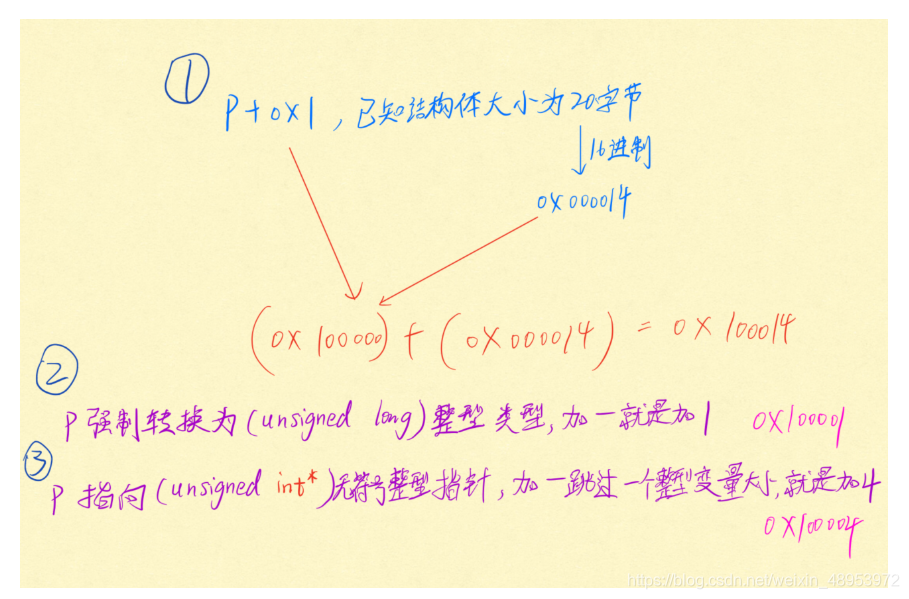 ①
P+0X1，已知结构体大小为20字节
16进制
0X000014
(0X100000)+(0X000014)=0X100014
②
P强制转换为(unsigned long)整型类型，加一就是加1 0X100001
③
P指向(unsigned int*)无符号整型指针，加一跳过一个整型变量大小，就是加4
0X100004
https://blog.csdn.net/weixin_48953972